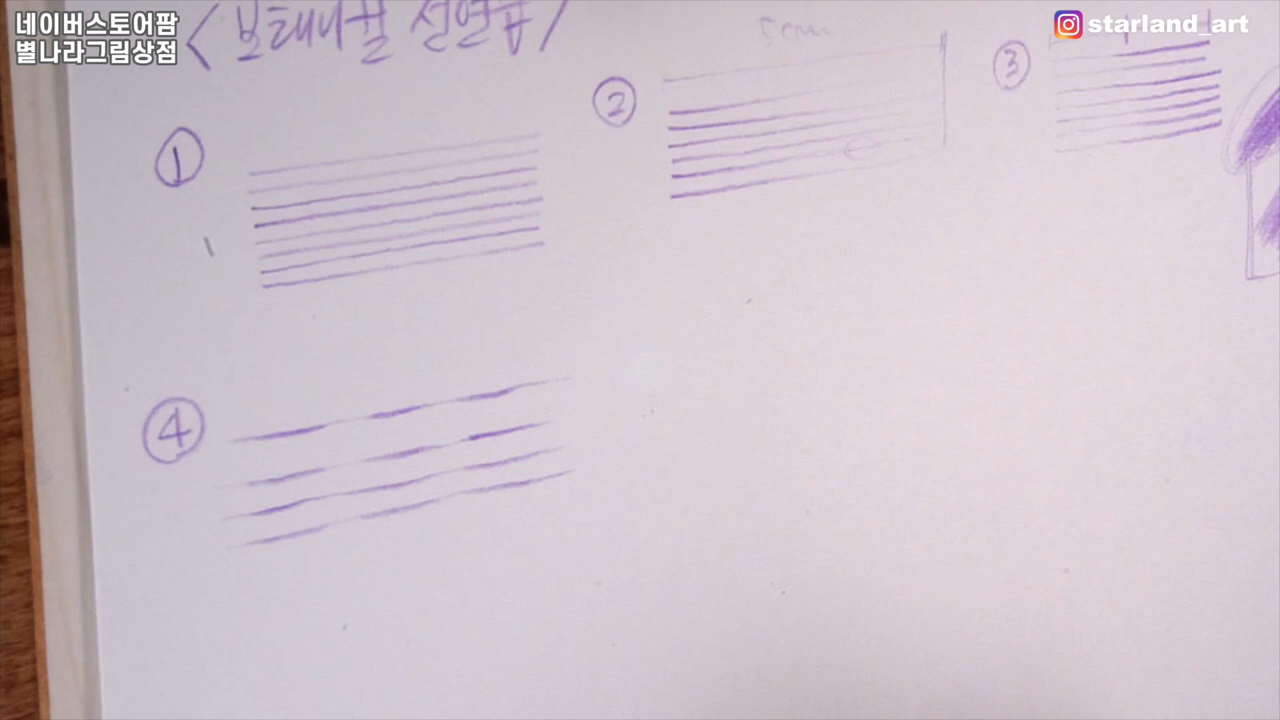 네이버스토어팜
별나라그림상점
starland_art
<보태니컬 선연습>
5cm
①
②
③
④